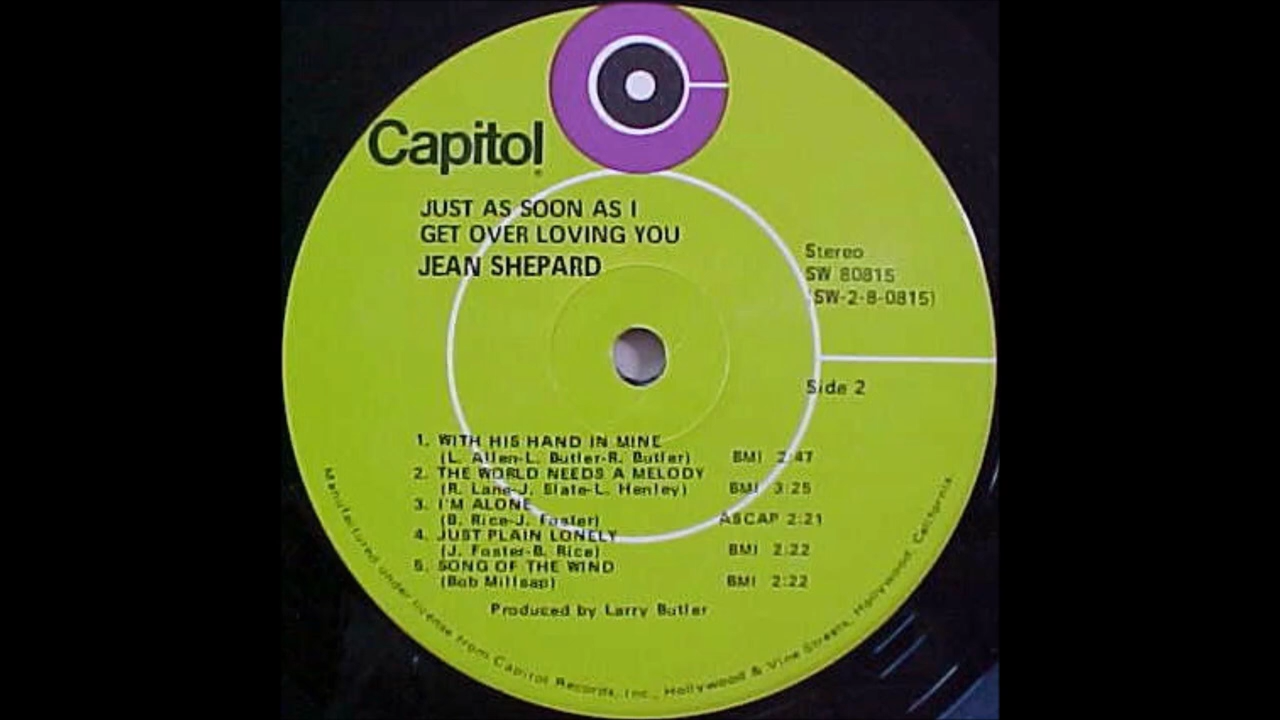 Capitol
JUST AS SOON AS I
GET OVER LOVING YOU
JEAN SHEPARD
Stereo
SW 80815
(SW-2-8-0815)
Side 2
1. WITH HIS HAND IN MINE
(L. Allen-L. Butler-R. Butler) BMI 2:47
2. THE WORLD NEEDS A MELODY
(R. Lane-J. Slate-L. Henley) BMI 3:25
3. I'M ALONE
(B. Rice-J. Foster) ASCAP 2:21
4. JUST PLAIN LONELY
(J. Foster-B. Rice) BMI 2:22
5. SONG OF THE WIND
(Bob Millsap) BMI 2:22
Produced by Larry Butler
Manufactured under license from Capitol Records, Inc., Hollywood & Vine Streets, Hollywood, California.